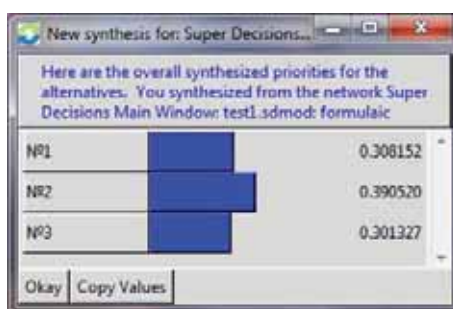 New synthesis for: Super Decisions...
Here are the overall synthesized priorities for the
alternatives. You synthesized from the network Super
Decisions Main Window: test1.sdmod: formulaic
№1 0.308152
№2 0.390520
№3 0.301327
Okay Copy Values